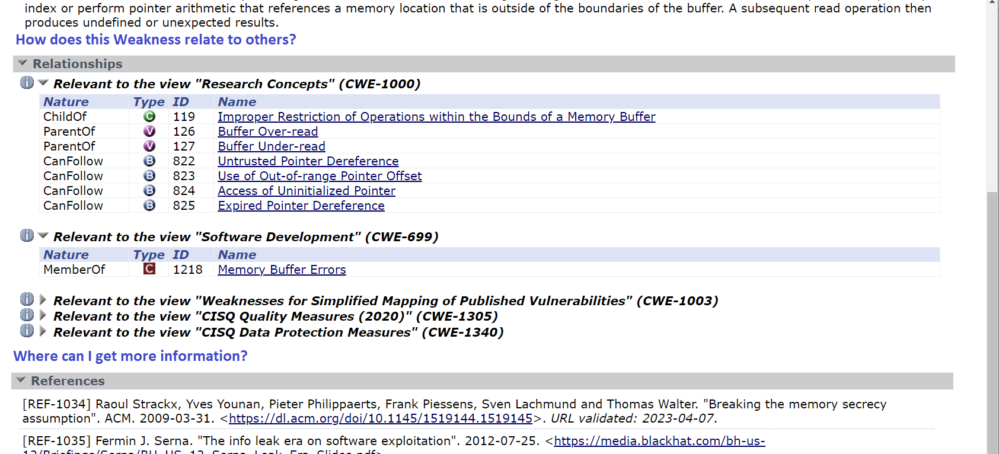 index or perform pointer arithmetic that references a memory location that is outside of the boundaries of the buffer. A subsequent read operation then
produces undefined or unexpected results.
How does this Weakness relate to others?
Relationships
Relevant to the view "Research Concepts" (CWE-1000)
Nature Type ID Name
ChildOf C 119 Improper Restriction of Operations within the Bounds of a Memory Buffer
ParentOf V 126 Buffer Over-read
ParentOf V 127 Buffer Under-read
CanFollow B 822 Untrusted Pointer Dereference
CanFollow B 823 Use of Out-of-range Pointer Offset
CanFollow B 824 Access of Uninitialized Pointer
CanFollow B 825 Expired Pointer Dereference
Relevant to the view "Software Development" (CWE-699)
Nature Type ID Name
MemberOf C 1218 Memory Buffer Errors
Relevant to the view "Weaknesses for Simplified Mapping of Published Vulnerabilities" (CWE-1003)
Relevant to the view "CISQ Quality Measures (2020)" (CWE-1305)
Relevant to the view "CISQ Data Protection Measures" (CWE-1340)
Where can I get more information?
References
[REF-1034] Raoul Strackx, Yves Younan, Pieter Philippaerts, Frank Piessens, Sven Lachmund and Thomas Walter. "Breaking the memory secrecy
assumption". ACM. 2009-03-31. <https://dl.acm.org/doi/10.1145/1519144.1519145>. URL validated: 2023-04-07.
[REF-1035] Fermin J. Serna. "The info leak era on software exploitation". 2012-07-25. <https://media.blackhat.com/bh-us-
12/Briefings/Serna/BH_US_12_Serna_Leak_Era_Slides.pdf>